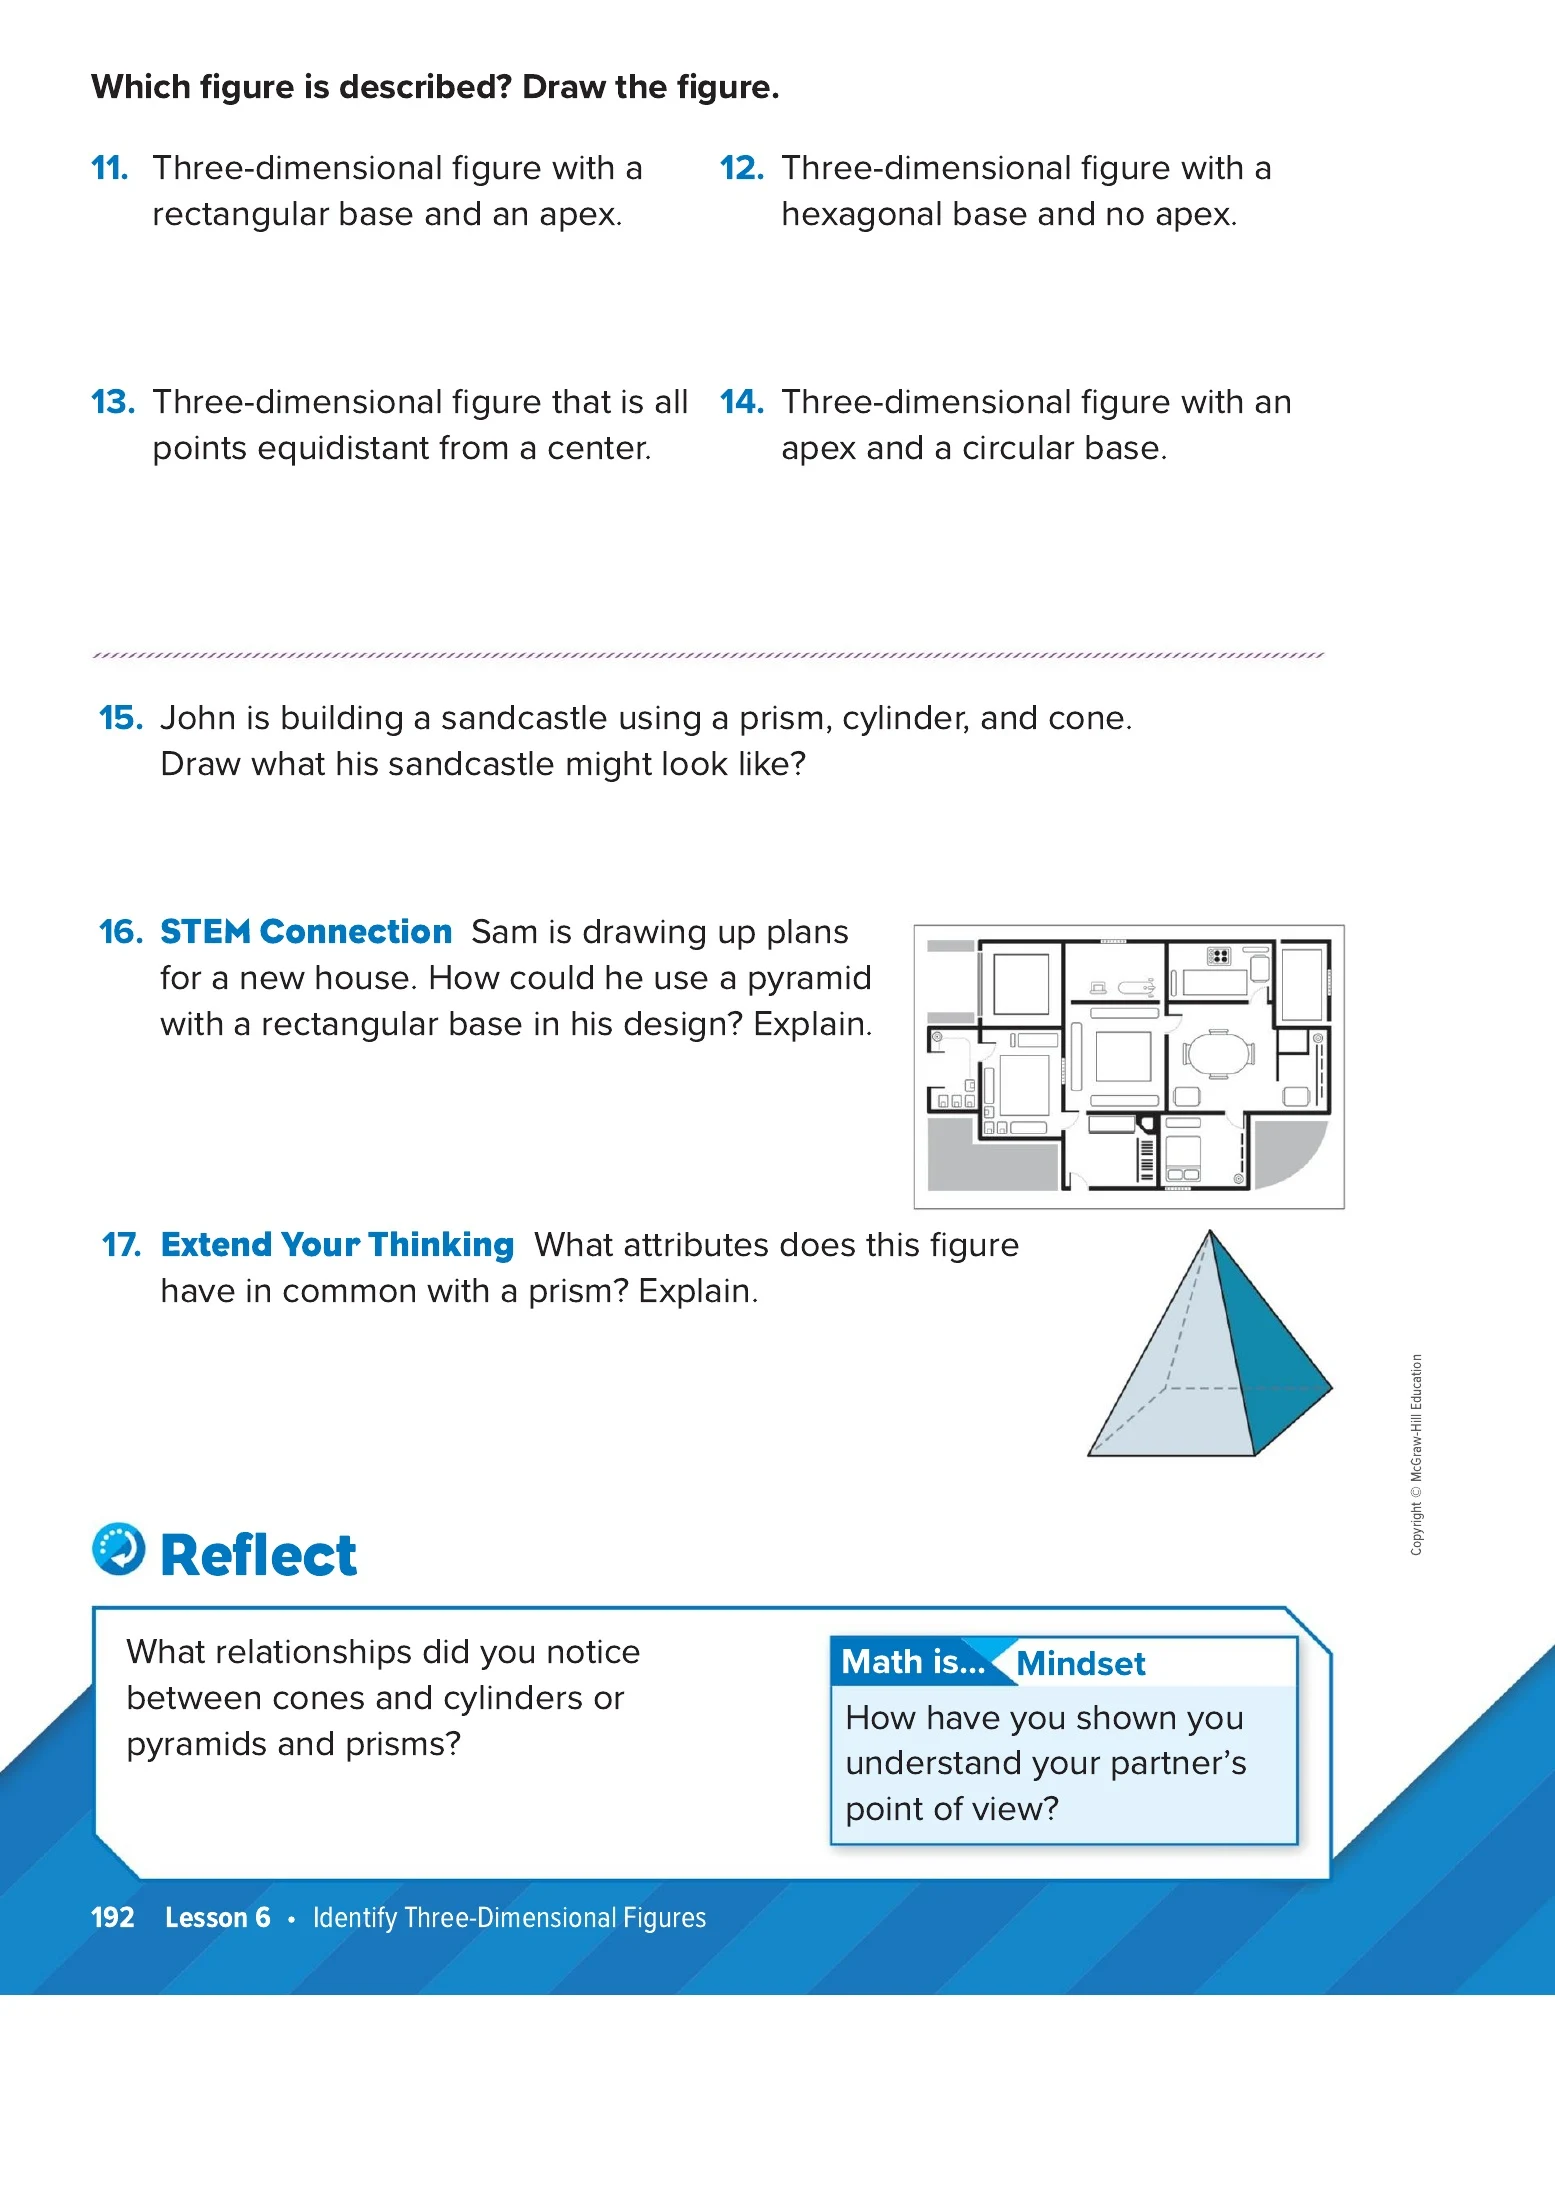 Which figure is described? Draw the figure.
11. Three-dimensional figure with a
rectangular base and an apex.
12. Three-dimensional figure with a
hexagonal base and no apex.
13. Three-dimensional figure that is all
points equidistant from a center.
14. Three-dimensional figure with an
apex and a circular base.
15. John is building a sandcastle using a prism, cylinder, and cone.
Draw what his sandcastle might look like?
16. STEM Connection Sam is drawing up plans
for a new house. How could he use a pyramid
with a rectangular base in his design? Explain.
17. Extend Your Thinking What attributes does this figure
have in common with a prism? Explain.
Copyright © McGraw-Hill Education
Reflect
What relationships did you notice
between cones and cylinders or
pyramids and prisms?
Math is... Mindset
How have you shown you
understand your partner’s
point of view?
192 Lesson 6 • Identify Three-Dimensional Figures